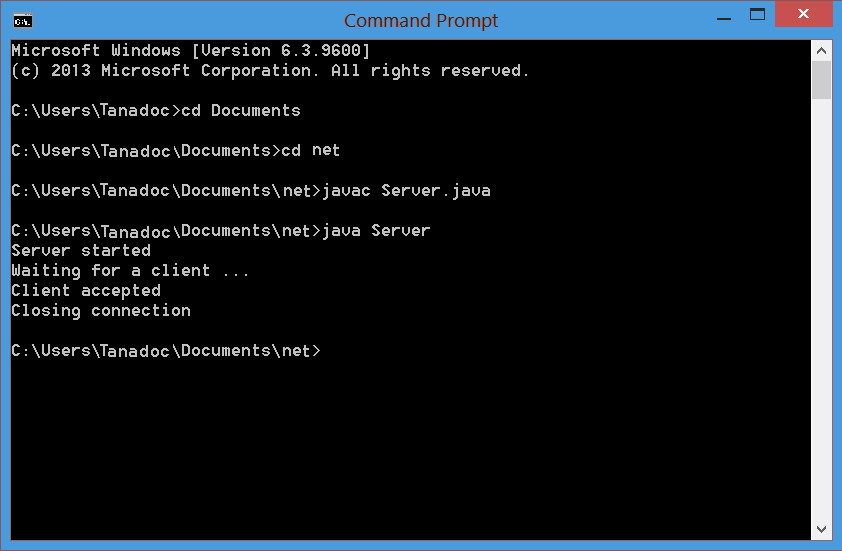 Command Prompt
Microsoft Windows [Version 6.3.9600]
(c) 2013 Microsoft Corporation. All rights reserved.
C:\Users\Tanadoc>cd Documents
C:\Users\Tanadoc\Documents>cd net
C:\Users\Tanadoc\Documents\net>javac Server.java
C:\Users\Tanadoc\Documents\net>java Server
Server started
Waiting for a client ...
Client accepted
Closing connection
C:\Users\Tanadoc\Documents\net>